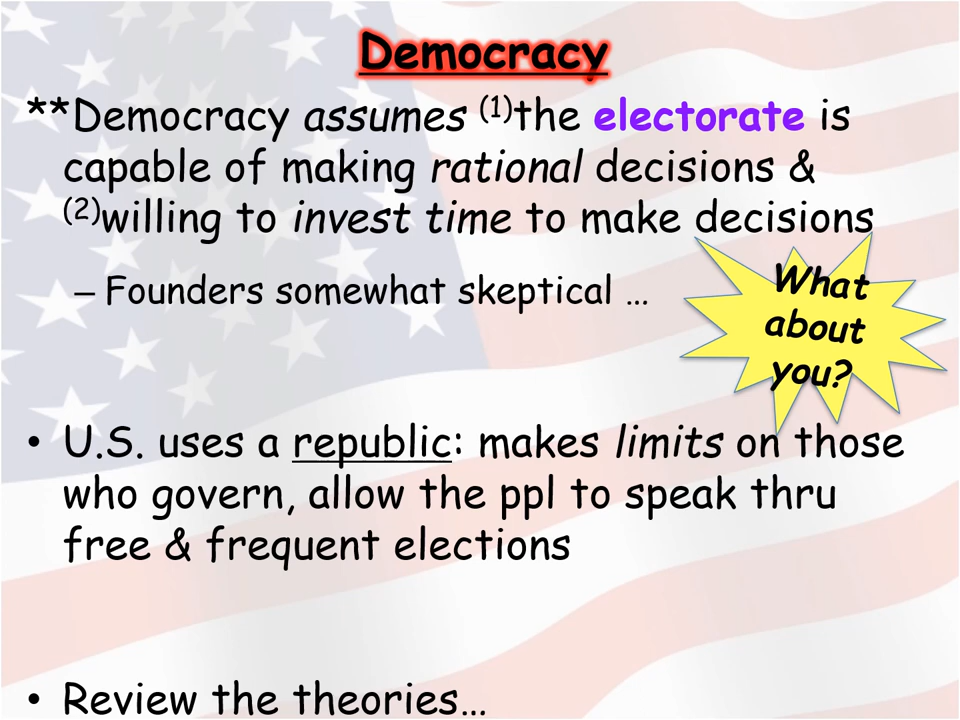 Democracy
**Democracy assumes (1)the electorate is
capable of making rational decisions &
(2)willing to invest time to make decisions
– Founders somewhat skeptical …
What
about
you?
• U.S. uses a republic: makes limits on those
who govern, allow the ppl to speak thru
free & frequent elections
• Review the theories…